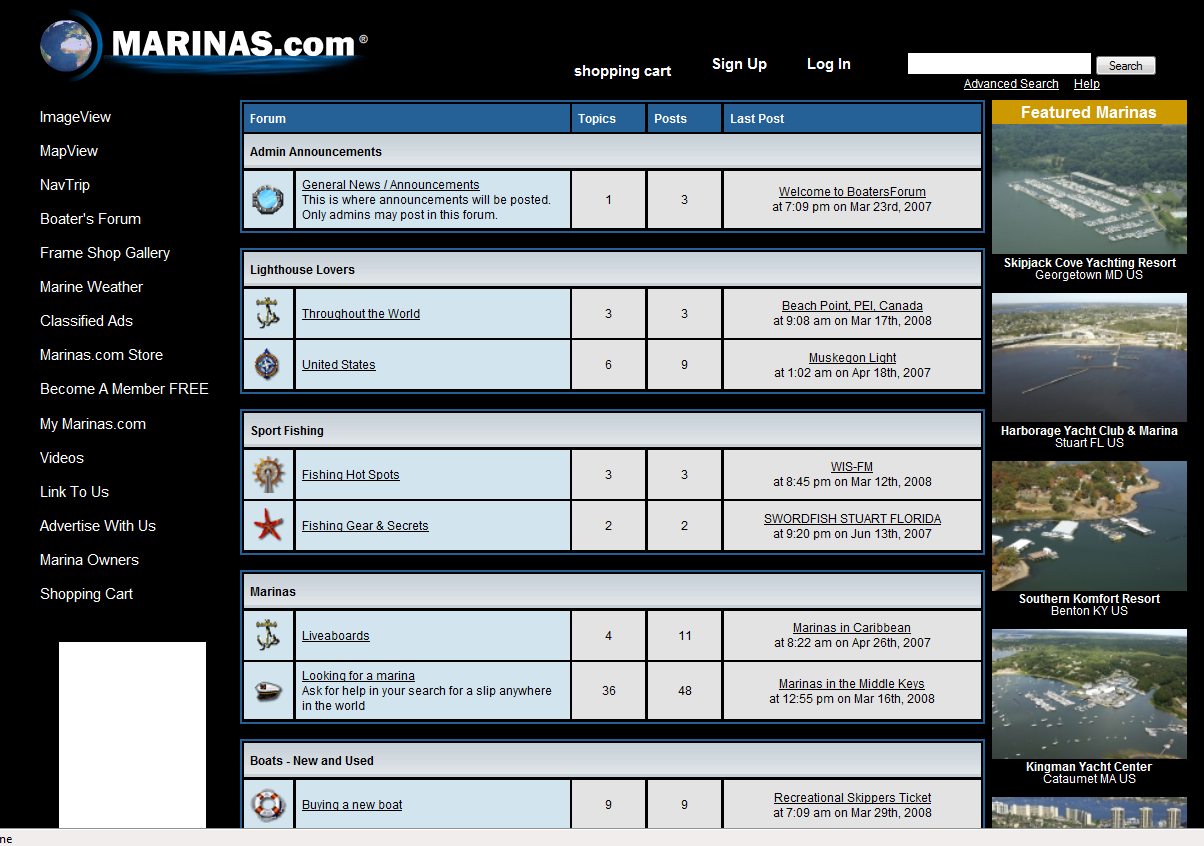 MARINAS.com®
shopping cart
Sign Up
Log In
Search
Advanced Search
Help
ImageView
MapView
NavTrip
Boater's Forum
Frame Shop Gallery
Marine Weather
Classified Ads
Marinas.com Store
Become A Member FREE
My Marinas.com
Videos
Link To Us
Advertise With Us
Marina Owners
Shopping Cart
Forum Topics Posts Last Post
Admin Announcements
General News / Announcements
This is where announcements will be posted.
Only admins may post in this forum.
1
3
Welcome to BoatersForum
at 7:09 pm on Mar 23rd, 2007
Lighthouse Lovers
Throughout the World
3
3
Beach Point, PEI, Canada
at 9:08 am on Mar 17th, 2008
United States
6
9
Muskegon Light
at 1:02 am on Apr 18th, 2007
Sport Fishing
Fishing Hot Spots
3
3
WIS-FM
at 8:45 pm on Mar 12th, 2008
Fishing Gear & Secrets
2
2
SWORDFISH STUART FLORIDA
at 9:20 pm on Jun 13th, 2007
Marinas
Liveaboards
4
11
Marinas in Caribbean
at 8:22 am on Apr 26th, 2007
Looking for a marina
Ask for help in your search for a slip anywhere
in the world
36
48
Marinas in the Middle Keys
at 12:55 pm on Mar 16th, 2008
Boats - New and Used
Buying a new boat
9
9
Recreational Skippers Ticket
at 7:09 am on Mar 29th, 2008
Featured Marinas
Skipjack Cove Yachting Resort
Georgetown MD US
Harborage Yacht Club & Marina
Stuart FL US
Southern Komfort Resort
Benton KY US
Kingman Yacht Center
Cataumet MA US
ne